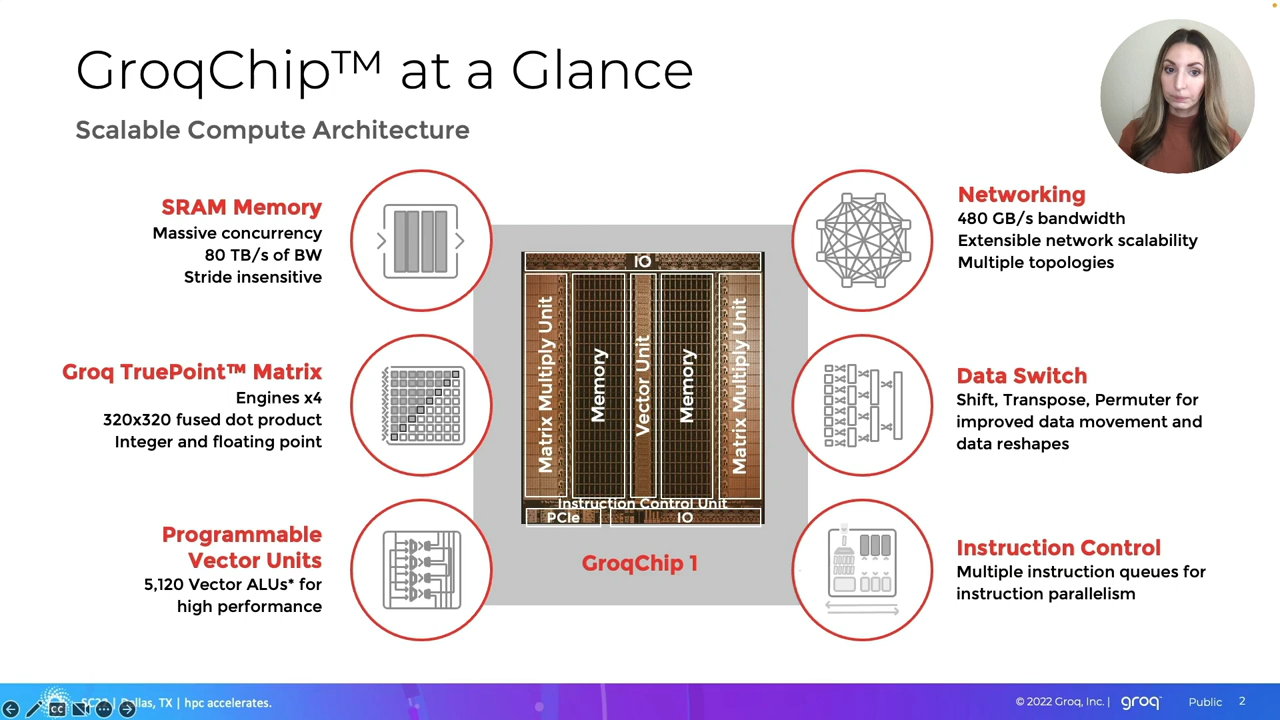 GroqChip™ at a Glance
Scalable Compute Architecture
SRAM Memory
Massive concurrency
80 TB/s of BW
Stride insensitive
Groq TruePoint™ Matrix
Engines x4
320x320 fused dot product
Integer and floating point
Programmable
Vector Units
5,120 Vector ALUs* for
high performance
IO
Matrix Multiply Unit
Memory
Vector Unit
Memory
Matrix Multiply Unit
Instruction Control Unit
PCIe
IO
GroqChip 1
Networking
480 GB/s bandwidth
Extensible network scalability
Multiple topologies
Data Switch
Shift, Transpose, Permuter for
improved data movement and
data reshapes
Instruction Control
Multiple instruction queues for
instruction parallelism
TX | hpc accelerates.
CC
© 2022 Groq, Inc. |
groq™
Public
2